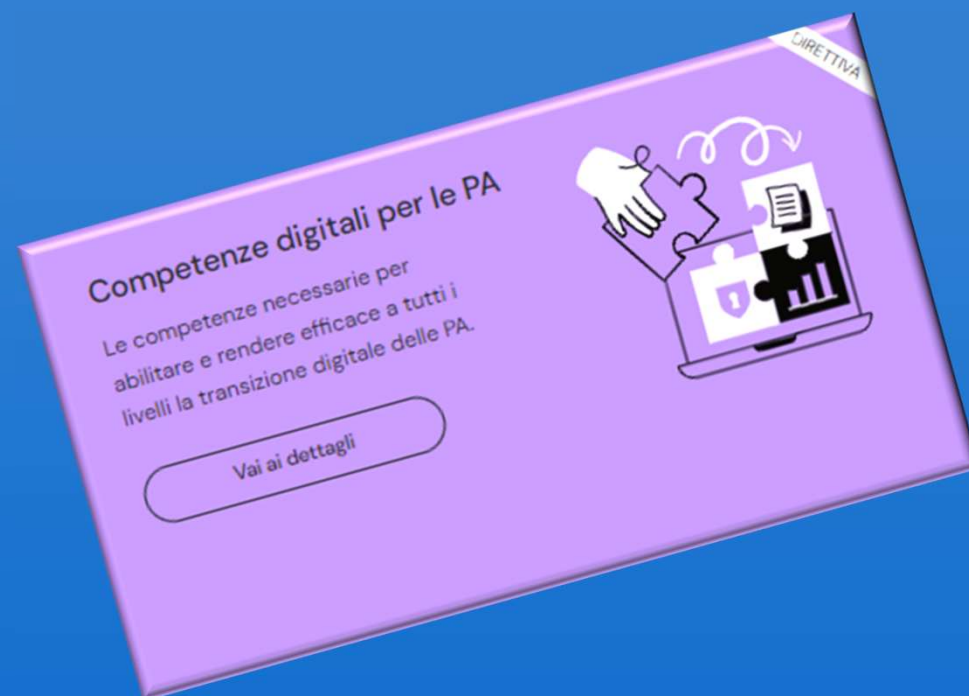 DIRETTIVA
Competenze digitali per le PA
Le competenze necessarie per
abilitare e rendere efficace a tutti i
livelli la transizione digitale delle PA.
Vai ai dettagli